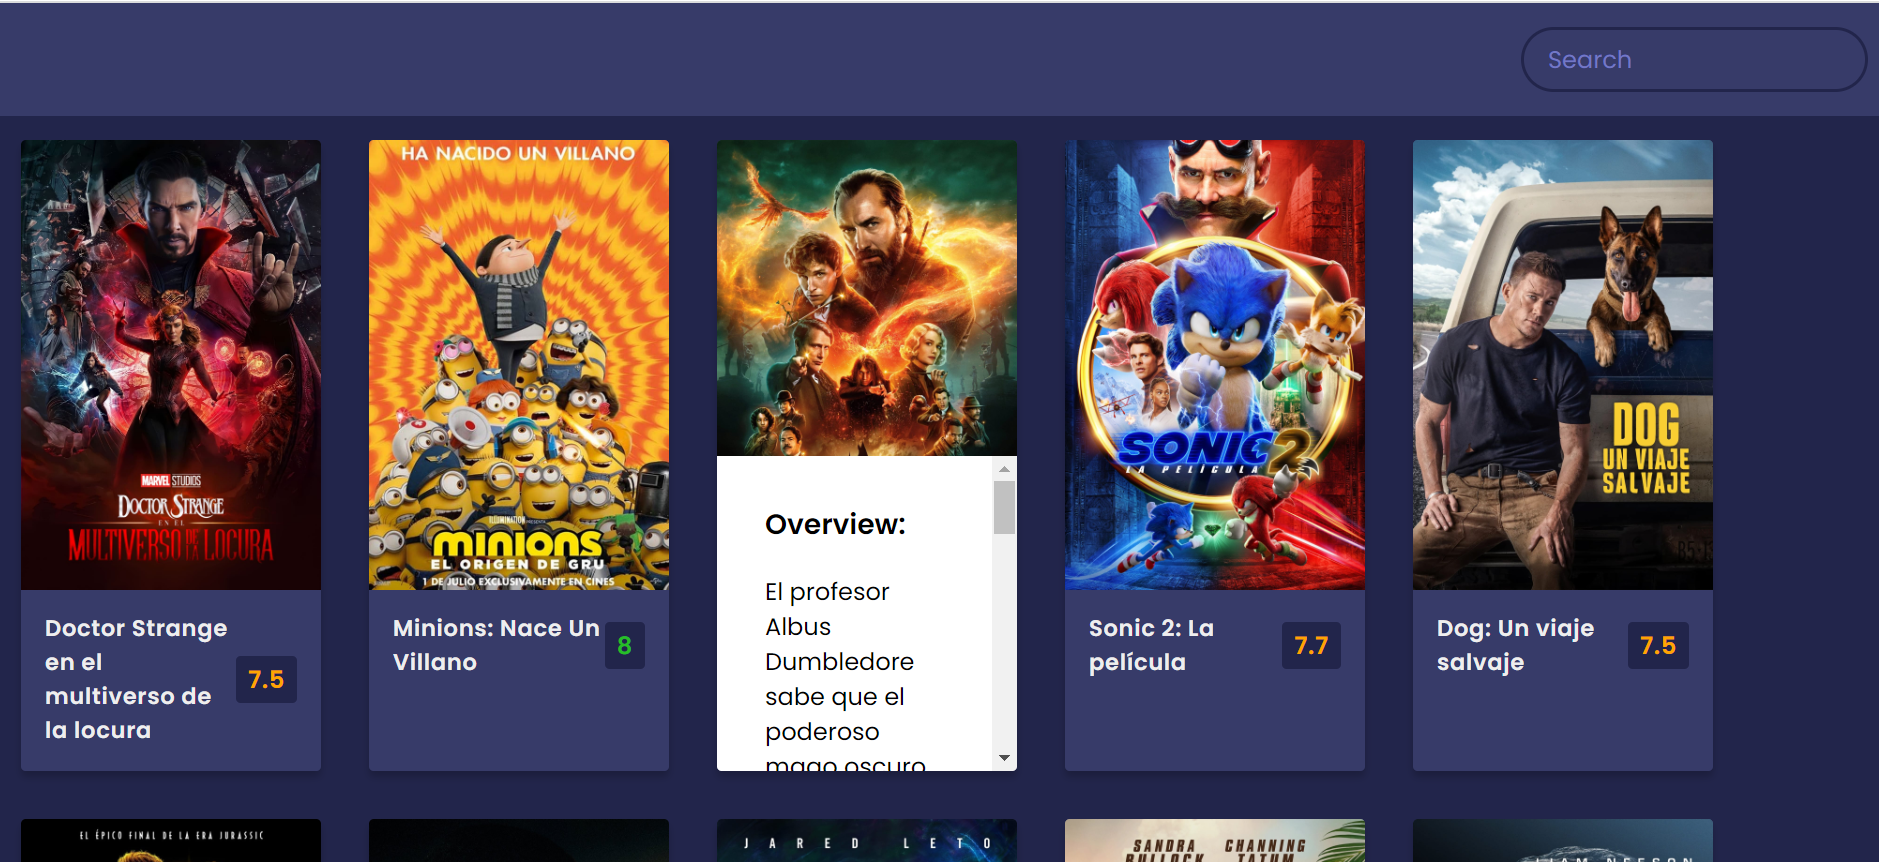 Search
MARVEL STUDIOS
DOCTOR STRANGE
EN EL
MULTIVERSO DE LA LOCURA
Doctor Strange
en el
multiverso de
la locura
7.5
HA NACIDO UN VILLANO
ILLUMINATION PRESENTA
minions
EL ORIGEN DE GRU
1 DE JULIO EXCLUSIVAMENTE EN CINES
Minions: Nace Un
Villano
8
Overview:
El profesor
Albus
Dumbledore
sabe que el
poderoso
mago oscuro
SONIC 2
LA PELÍCULA
Sonic 2: La
película
7.7
DOG
UN VIAJE
SALVAJE
Dog: Un viaje
salvaje
7.5
EL ÉPICO FINAL DE LA ERA JURASSIC
JARED LETO
SANDRA
BULLOCK
CHANNING
TATUM
LIAM NEESON